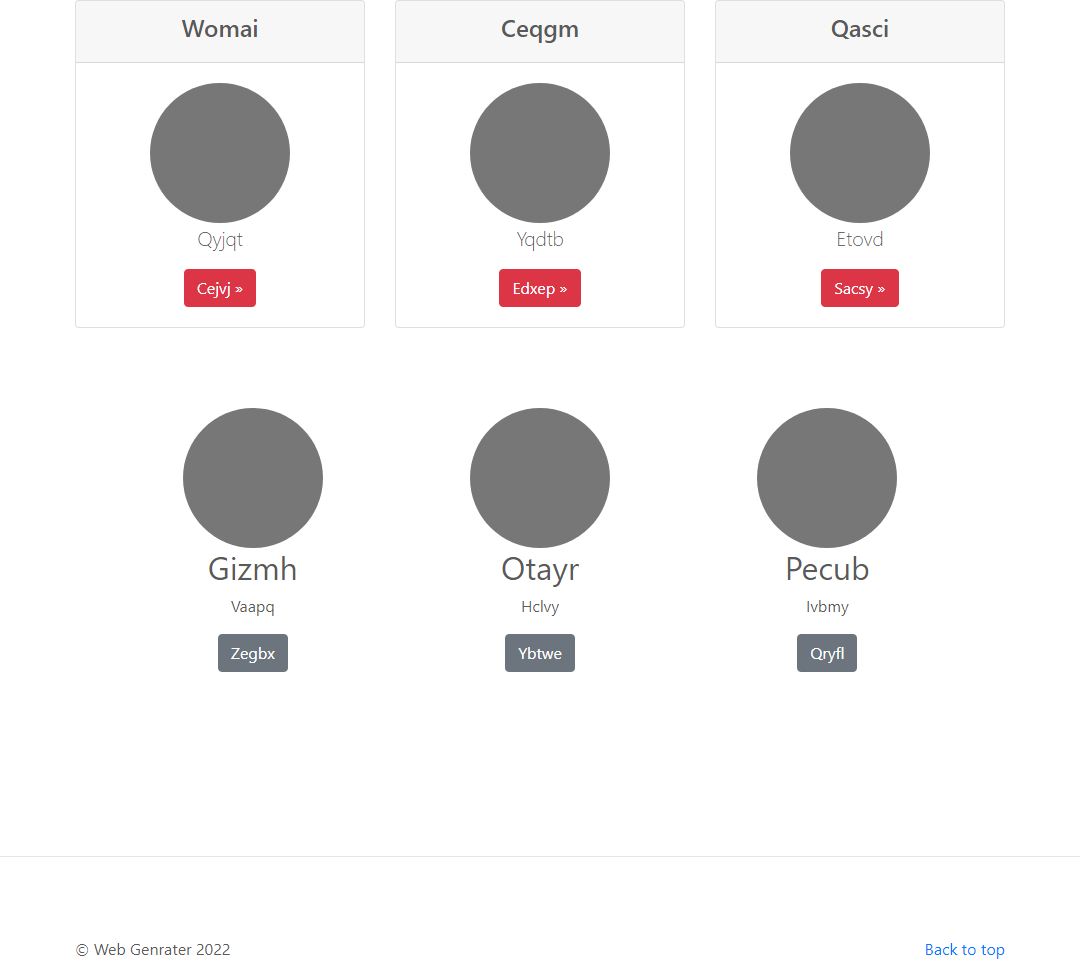 Womai
Ceqgm
Qasci
Qyjqt
Yqdtb
Etovd
Cejvj »
Edxep »
Sacsy »
Gizmh
Otayr
Pecub
Vaapq
Hclvy
Ivbmy
Zegbx
Ybtwe
Qryfl
© Web Genrater 2022
Back to top